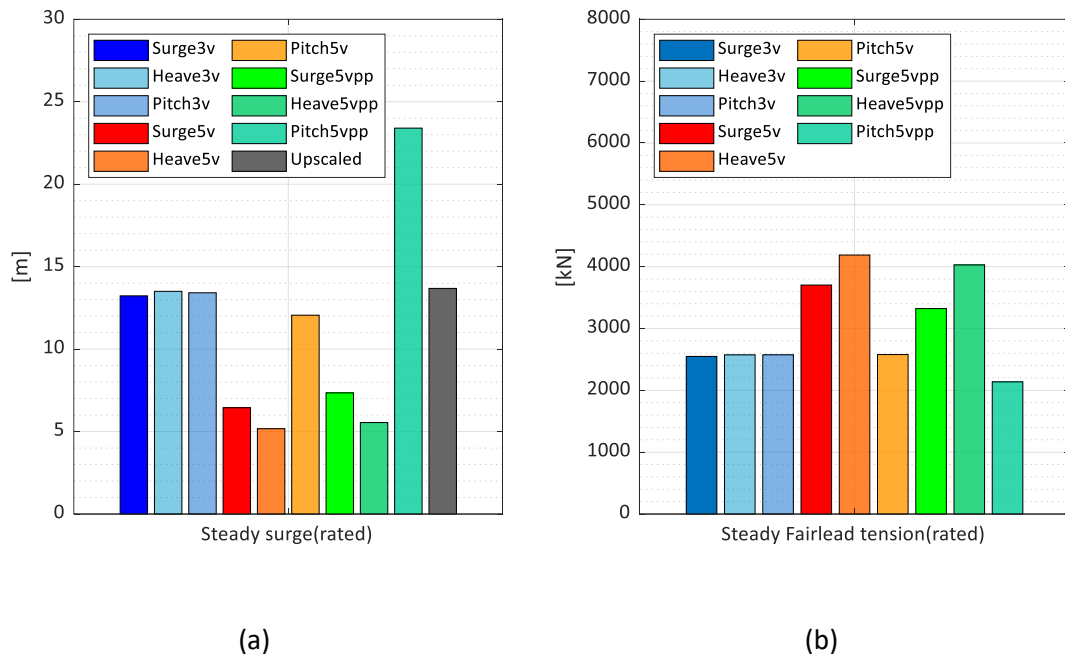 30
25
20
15
10
5
0
[m]
Surge3v
Heave3v
Pitch3v
Surge5v
Heave5v
Pitch5v
Surge5vpp
Heave5vpp
Pitch5vpp
Upscaled
Steady surge(rated)
(a)
8000
7000
6000
5000
4000
3000
2000
1000
0
[kN]
Surge3v
Heave3v
Pitch3v
Surge5v
Heave5v
Pitch5v
Surge5vpp
Heave5vpp
Pitch5vpp
Steady Fairlead tension(rated)
(b)